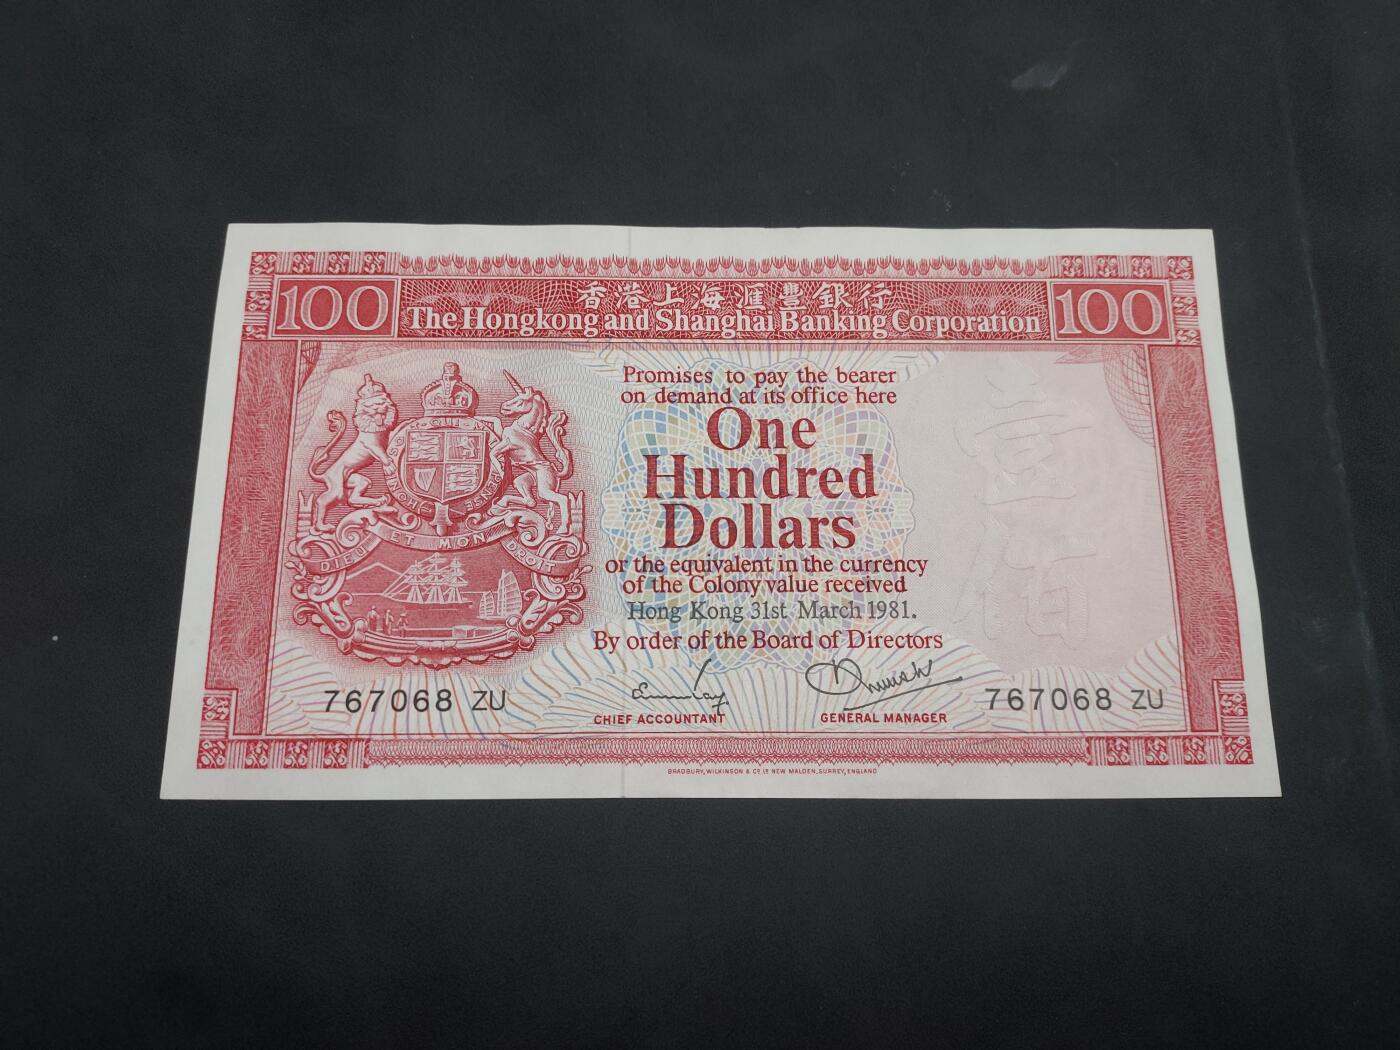 100 香港上海滙豐銀行 100
The Hongkong and Shanghai Banking Corporation
Promises to pay the bearer
on demand at its office here
One
Hundred
Dollars
壹
佰
or the equivalent in the currency
of the Colony value received
Hong Kong 31st March 1981.
By order of the Board of Directors
DIEU ET MON DROIT
767068 ZU
CHIEF ACCOUNTANT
GENERAL MANAGER
767068 ZU
BRADBURY, WILKINSON & Cº Lº NEW MALDEN, SURREY, ENGLAND